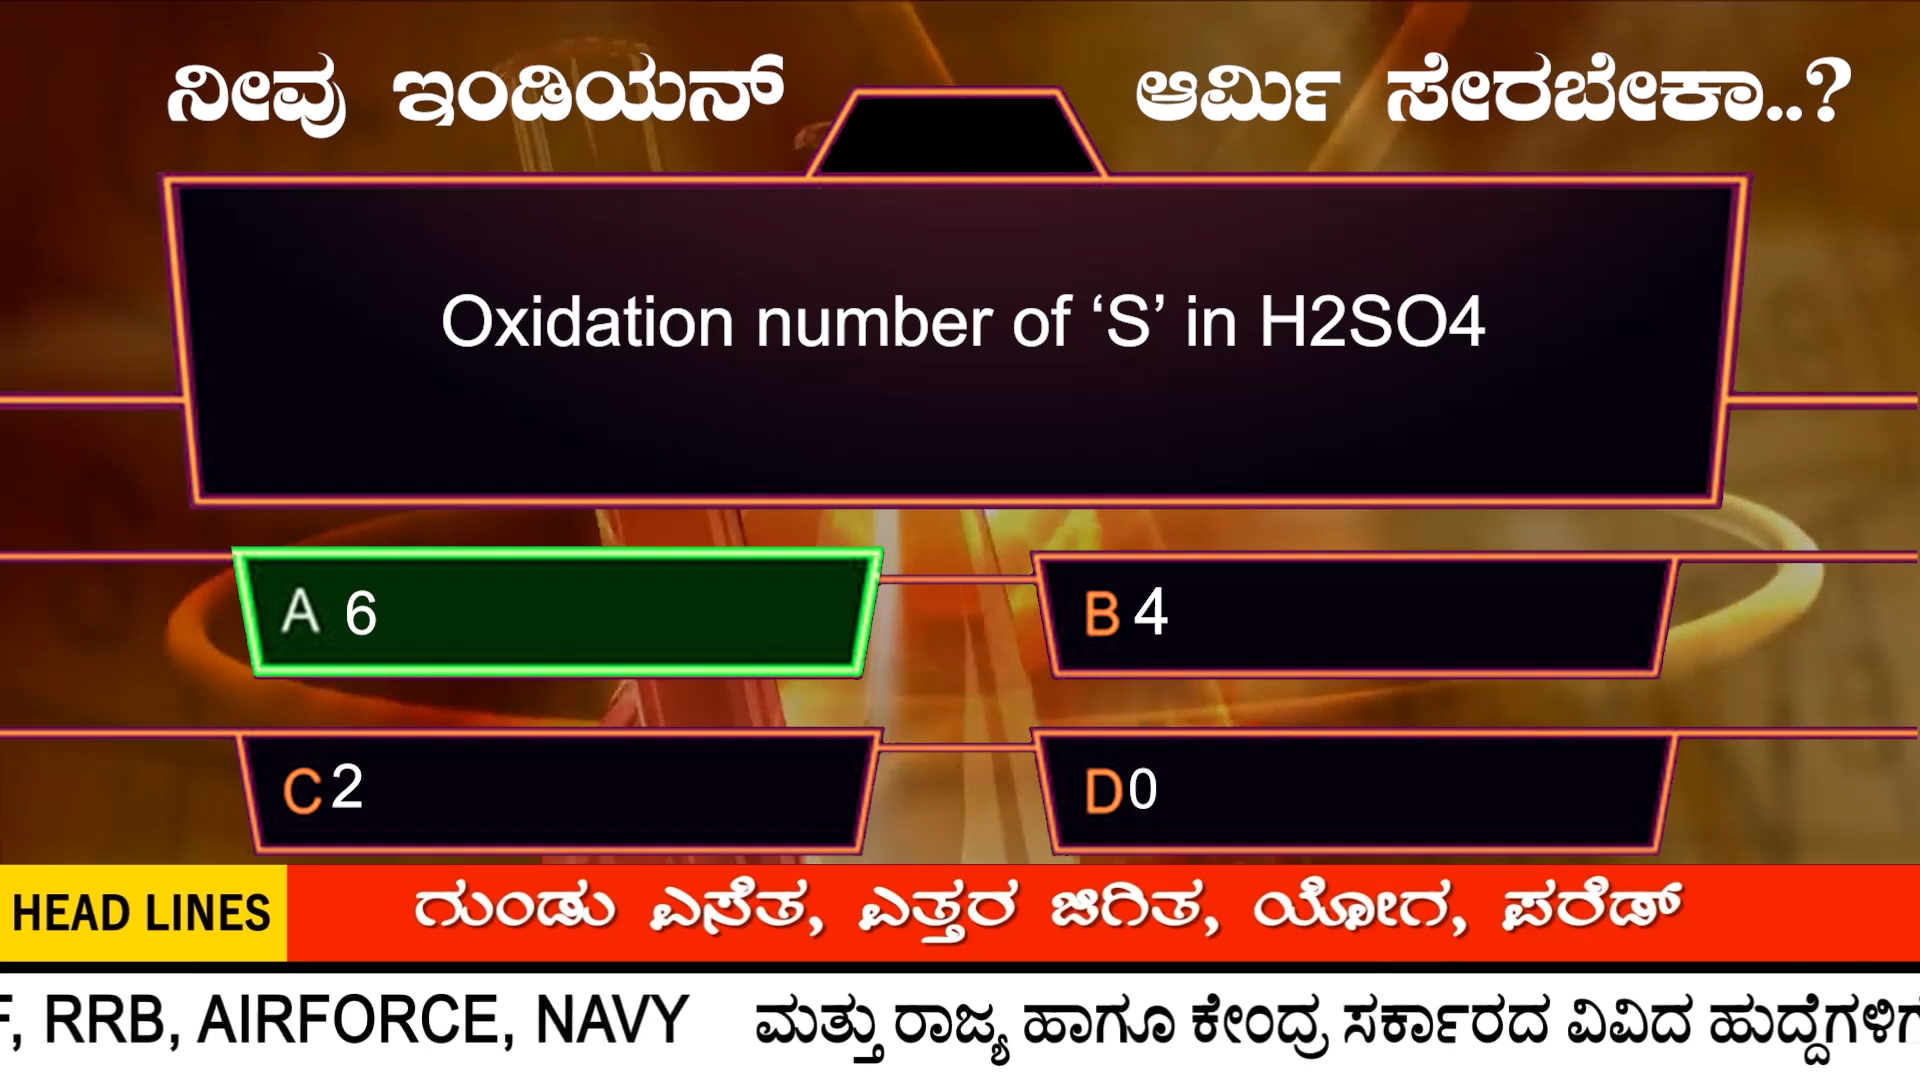 ನೀವು ಇಂಡಿಯನ್ ಆರ್ಮಿ ಸೇರಬೇಕಾ..?
Oxidation number of ‘S’ in H2SO4
A 6
B 4
C 2
D 0
HEAD LINES ಗುಂಡು ಎಸೆತ, ಎತ್ತರ ಜಿಗಿತ, ಯೋಗ, ಪರೆಡ್
RRB, AIRFORCE, NAVY ಮತ್ತು ರಾಜ್ಯ ಹಾಗೂ ಕೇಂದ್ರ ಸರ್ಕಾರದ ವಿವಿದ